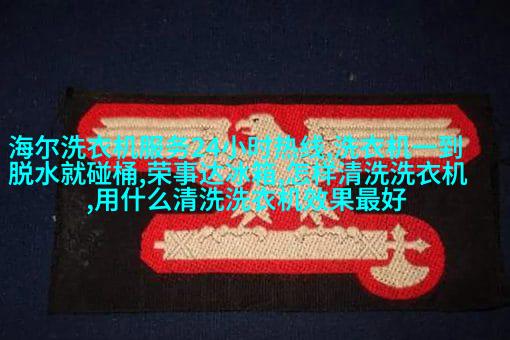 海尔洗衣机服务24小时热线,洗衣机一到
脱水就碰桶,荣事达冰箱,怎样清洗洗衣机
,用什么清洗洗衣机效果最好